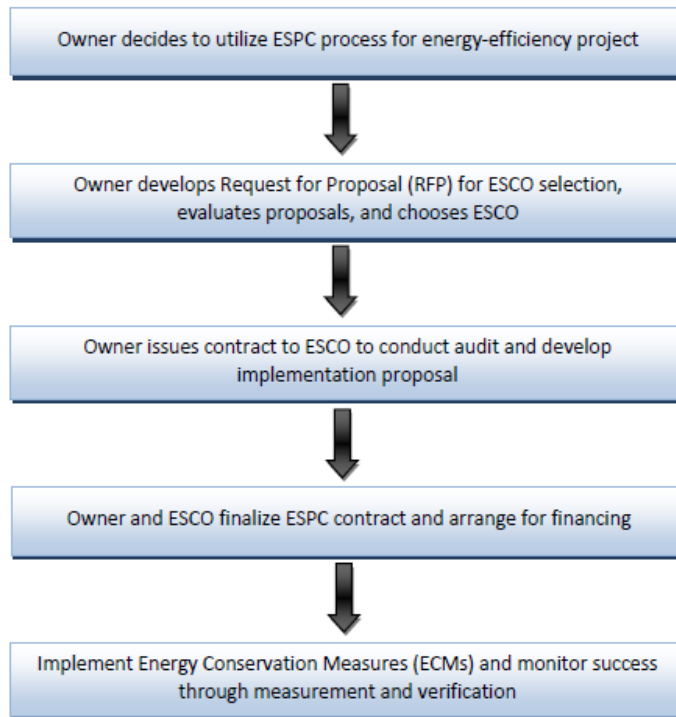 Owner decides to utilize ESPC process for energy-efficiency project
Owner develops Request for Proposal (RFP) for ESCO selection,
evaluates proposals, and chooses ESCO
Owner issues contract to ESCO to conduct audit and develop
implementation proposal
Owner and ESCO finalize ESPC contract and arrange for financing
Implement Energy Conservation Measures (ECMs) and monitor success
through measurement and verification